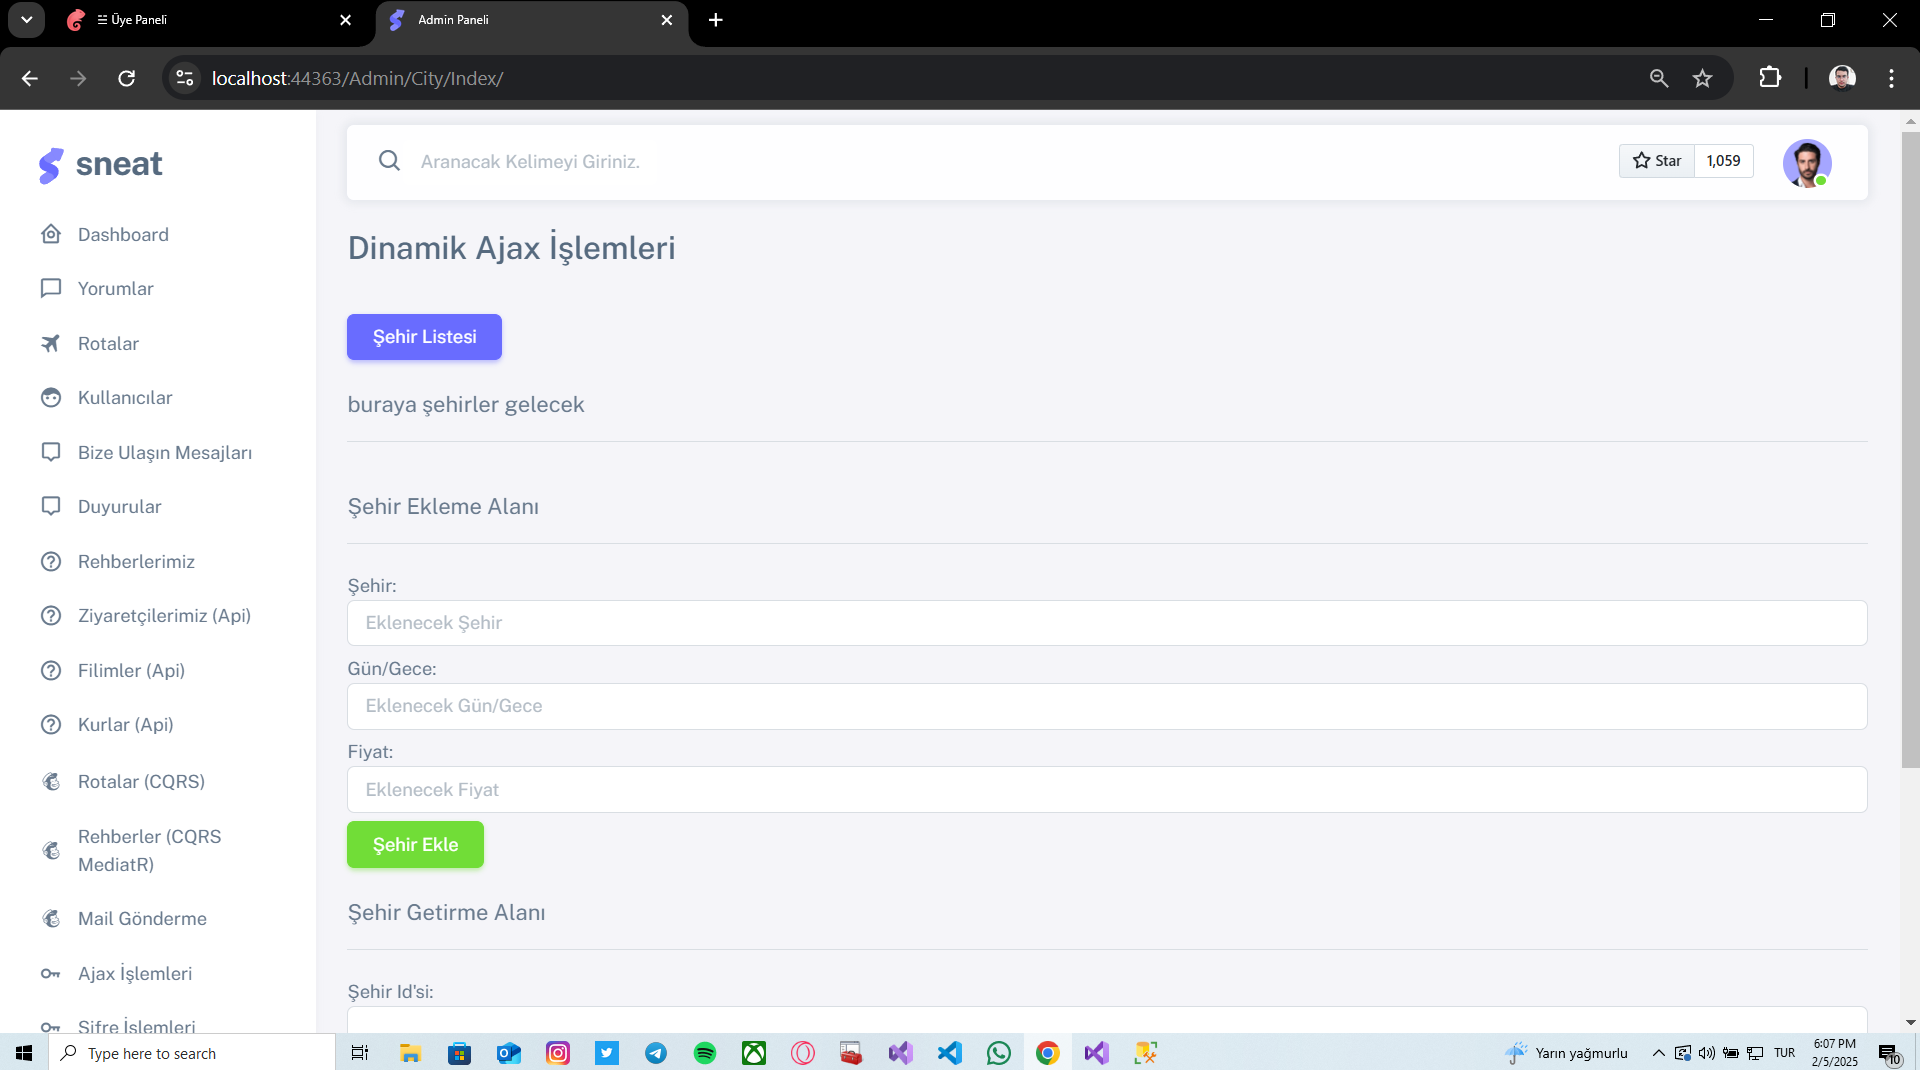 Üye Paneli
Admin Paneli
localhost:44363/Admin/City/Index/
sneat
Aranacak Kelimeyi Giriniz.
Star 1,059
Dashboard
Yorumlar
Rotalar
Kullanıcılar
Bize Ulaşın Mesajları
Duyurular
Rehberlerimiz
Ziyaretçilerimiz (Api)
Filimler (Api)
Kurlar (Api)
Rotalar (CQRS)
Rehberler (CQRS
MediatR)
Mail Gönderme
Ajax İşlemleri
Sifre İşlemleri
Dinamik Ajax İşlemleri
Şehir Listesi
buraya şehirler gelecek
Şehir Ekleme Alanı
Şehir:
Eklenecek Şehir
Gün/Gece:
Eklenecek Gün/Gece
Fiyat:
Eklenecek Fiyat
Şehir Ekle
Şehir Getirme Alanı
Şehir Id'si:
Type here to search
Yarın yağmurlu
TUR
6:07 PM
2/5/2025
10